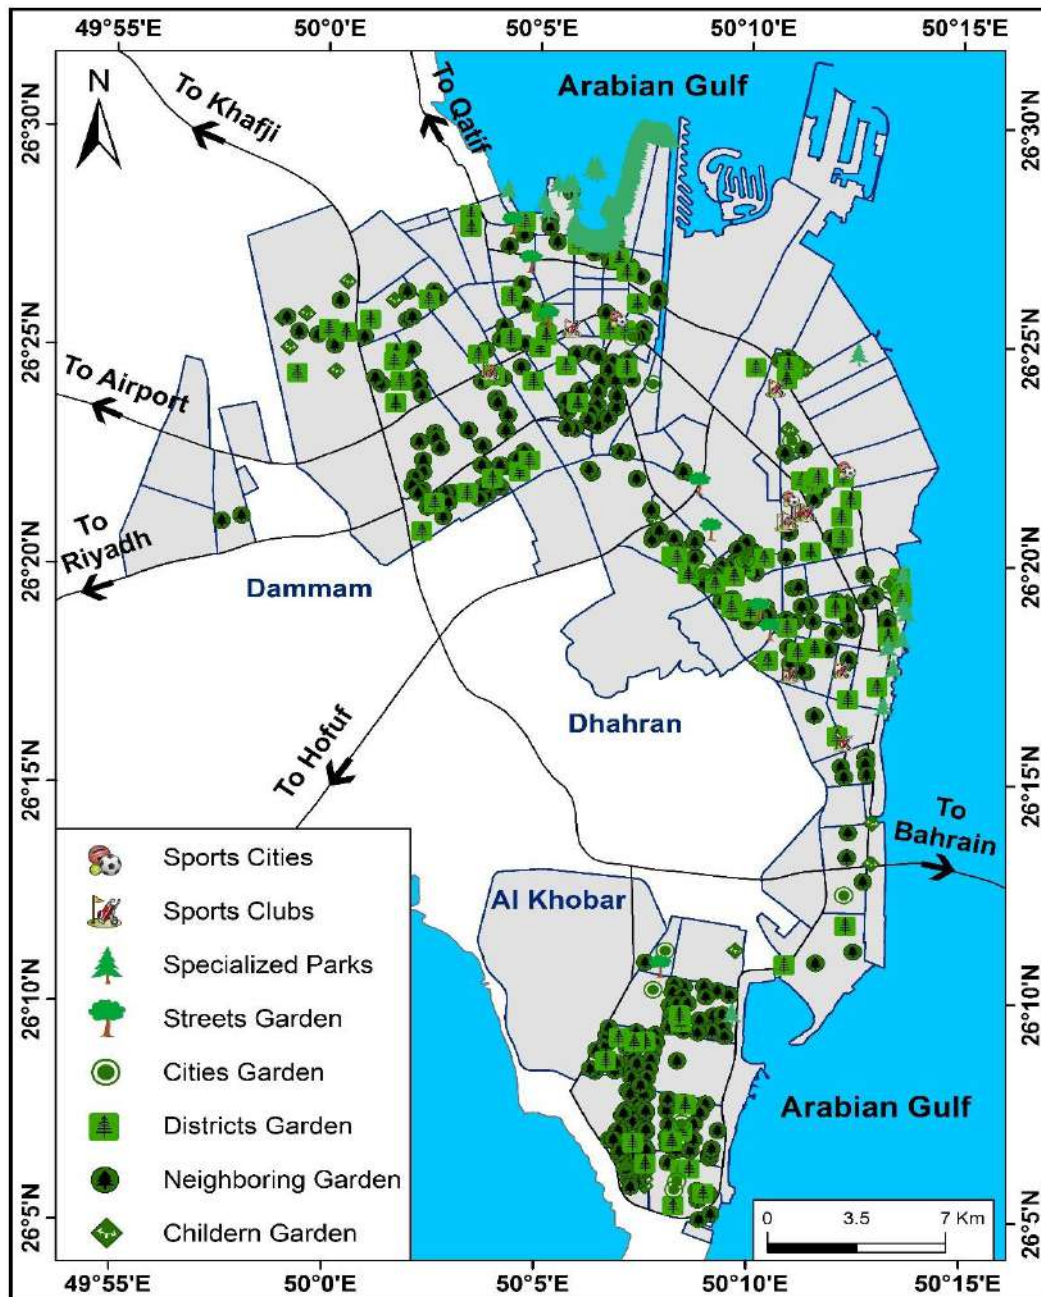 49°55'E 50°0'E 50°5'E 50°10'E 50°15'E
N
To Khafji
To Qatif
Arabian Gulf
26°30'N
26°30'N
26°25'N
26°25'N
To Airport
26°20'N
26°20'N
To
Riyadh
Dammam
Dhahran
To Hofuf
26°15'N
26°15'N
To
Bahrain
Sports Cities
Sports Clubs
Specialized Parks
Streets Garden
Cities Garden
Districts Garden
Neighboring Garden
Childern Garden
Al Khobar
26°10'N
26°10'N
Arabian Gulf
26°5'N
26°5'N
0 3.5 7 Km
49°55'E 50°0'E 50°5'E 50°10'E 50°15'E